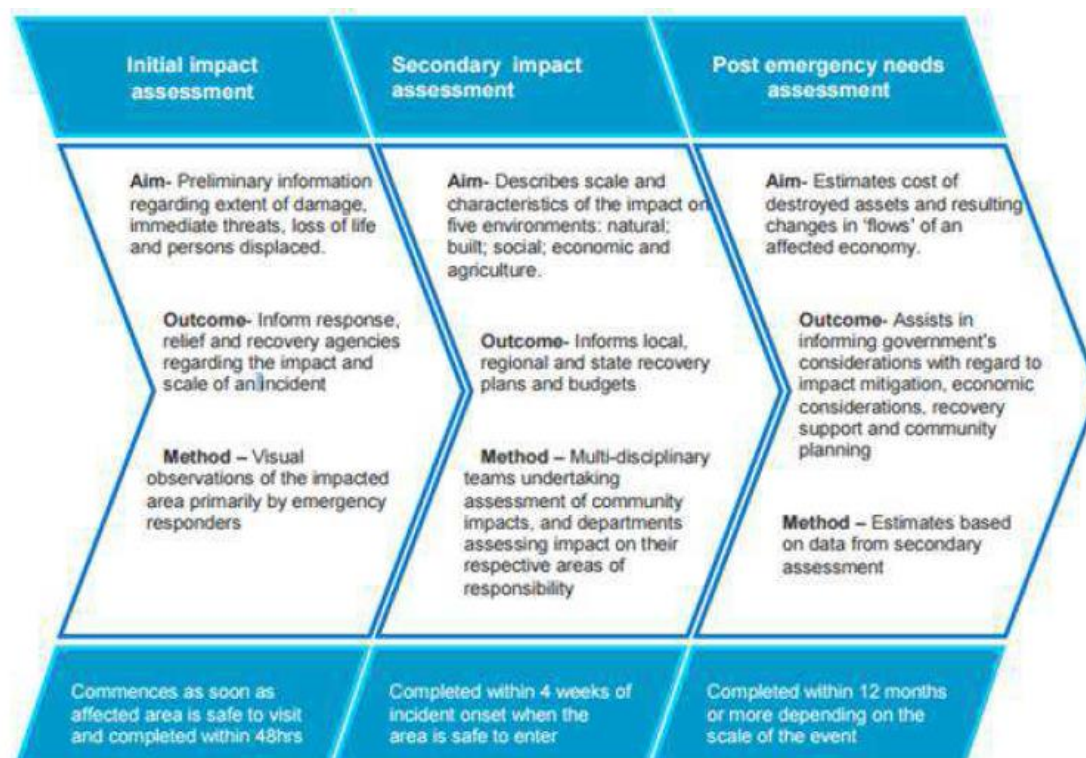 Initial impact
assessment
Secondary impact
assessment
Post emergency needs
assessment
Aim- Preliminary information
regarding extent of damage,
immediate threats, loss of life
and persons displaced.
Outcome- Inform response,
relief and recovery agencies
regarding the impact and
scale of an incident
Method – Visual
observations of the impacted
area primarily by emergency
responders
Aim- Describes scale and
characteristics of the impact on
five environments: natural;
built; social; economic and
agriculture.
Outcome- Informs local,
regional and state recovery
plans and budgets
Method – Multi-disciplinary
teams undertaking
assessment of community
impacts, and departments
assessing impact on their
respective areas of
responsibility
Aim- Estimates cost of
destroyed assets and resulting
changes in 'flows' of an
affected economy.
Outcome- Assists in
informing government's
considerations with regard to
impact mitigation, economic
considerations, recovery
support and community
planning
Method – Estimates based
on data from secondary
assessment
Commences as soon as
affected area is safe to visit
and completed within 48hrs
Completed within 4 weeks of
incident onset when the
area is safe to enter
Completed within 12 months
or more depending on the
scale of the event